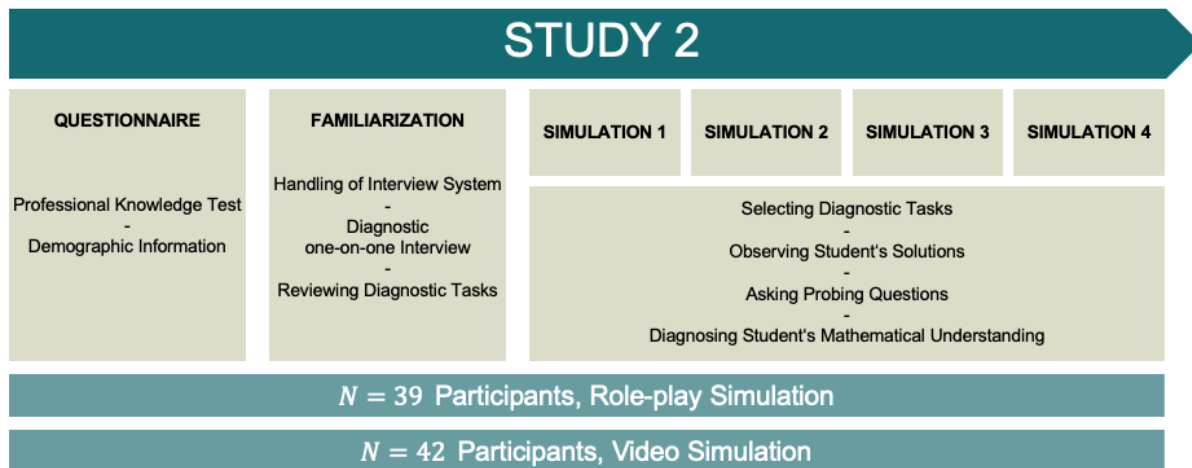 STUDY 2
QUESTIONNAIRE
Professional Knowledge Test
-
Demographic Information
FAMILIARIZATION
Handling of Interview System
-
Diagnostic
one-on-one Interview
-
Reviewing Diagnostic Tasks
SIMULATION 1
SIMULATION 2
SIMULATION 3
SIMULATION 4
Selecting Diagnostic Tasks
-
Observing Student‘s Solutions
-
Asking Probing Questions
-
Diagnosing Student‘s Mathematical Understanding
N = 39 Participants, Role-play Simulation
N = 42 Participants, Video Simulation